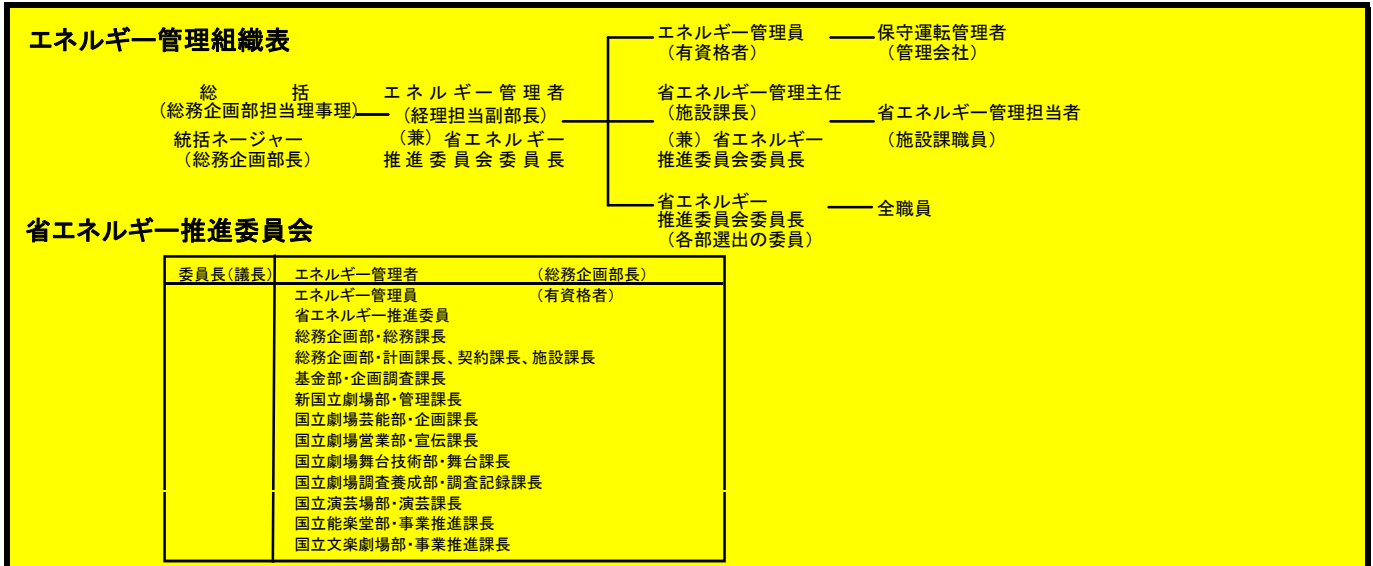 エネルギー管理組織表
総　　　括
(総務企画部担当理事理)
統括ネージャー
(総務企画部長)
エネルギー管理者
(経理担当副部長)
(兼)省エネルギー
推進委員会委員長
エネルギー管理員
(有資格者)
保守運転管理者
(管理会社)
省エネルギー管理主任
(施設課長)
(兼)省エネルギー
推進委員会委員長
省エネルギー管理担当者
(施設課職員)
省エネルギー
推進委員会委員長
(各部選出の委員)
全職員
省エネルギー推進委員会
委員長(議長) エネルギー管理者 (総務企画部長)
エネルギー管理員 (有資格者)
省エネルギー推進委員
総務企画部・総務課長
総務企画部・計画課長、契約課長、施設課長
基金部・企画調査課長
新国立劇場部・管理課長
国立劇場芸能部・企画課長
国立劇場営業部・宣伝課長
国立劇場舞台技術部・舞台課長
国立劇場調査養成部・調査記録課長
国立演芸場部・演芸課長
国立能楽堂部・事業推進課長
国立文楽劇場部・事業推進課長